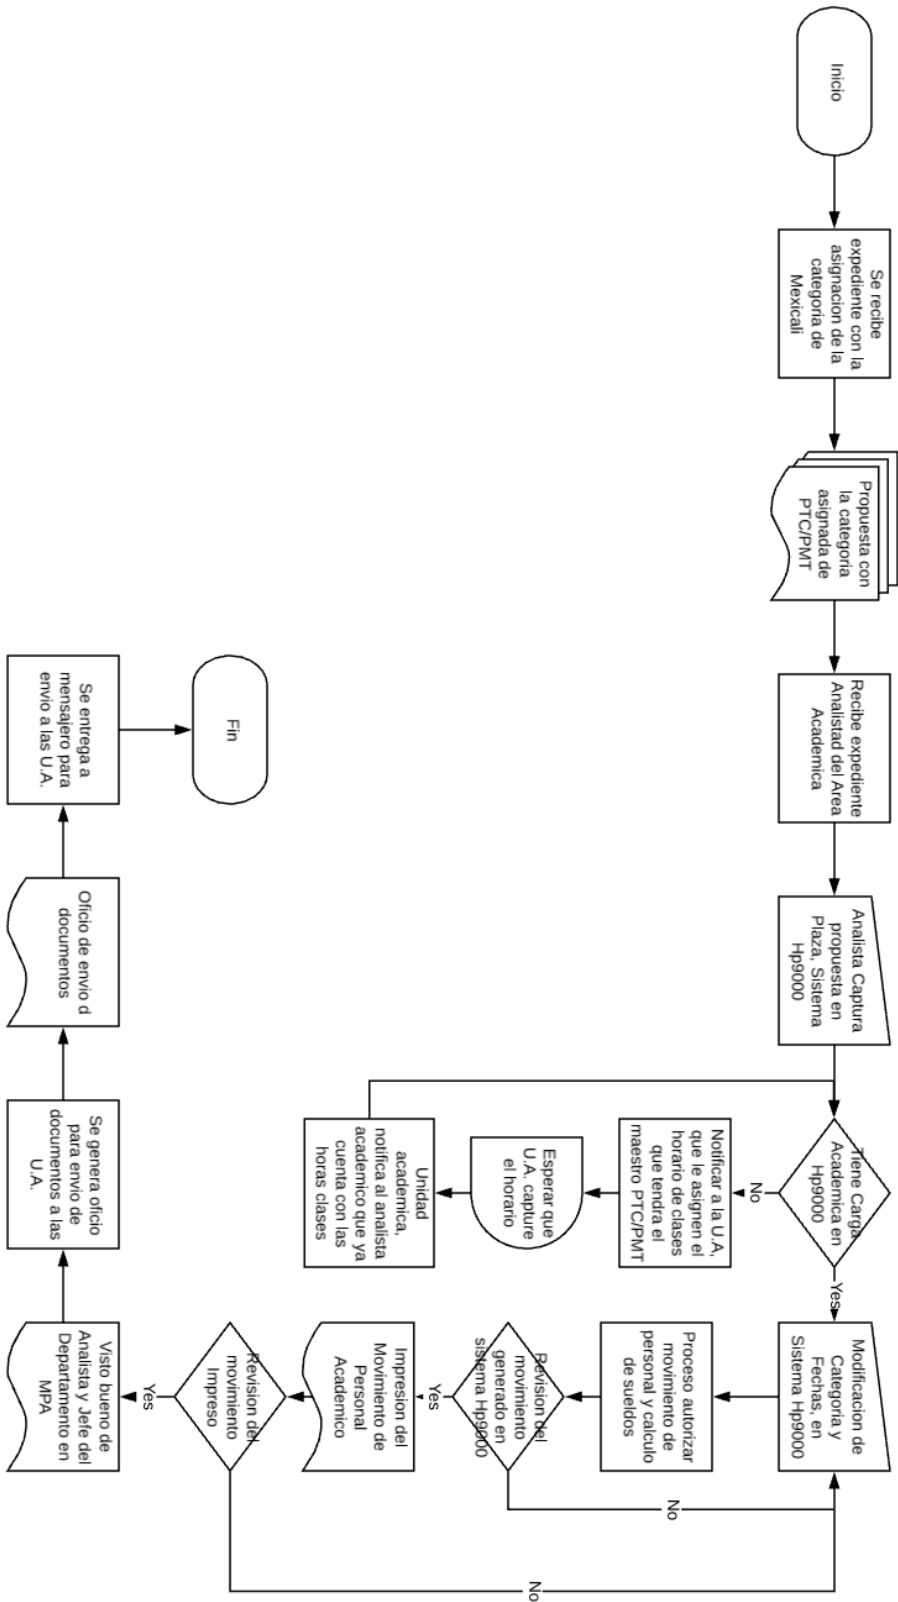 Inicio
Se recibe
expediente con la
asignacion de la
categoria de
Mexicali
Propuesta con
la categoria
asignada de
PTC/PMT
Recibe expediente
Analistad del Area
Academica
Analista Captura
propuesta en
Plaza, Sistema
Hp9000
Tiene Carga
Academica en
Hp9000
No
Notificar a la U.A,
que le asignen el
horario de clases
que tendra el
maestro PTC/PMT
Esperar que
U.A. capture
el horario
Unidad
academica,
notifica al analista
academico que ya
cuenta con las
horas clases
Yes
Modificacion de
Categoria y
Fechas, en
Sistema Hp9000
Proceso autorizar
movimiento de
personal y calculo
de sueldos
Revision del
movimiento
generado en
sistema Hp9000
No
Yes
Impresion del
Movimiento de
Personal
Academico
Revision del
movimiento
Impreso
No
Yes
Visto bueno de
Analista y Jefe del
Departamento en
MPA
Se genera oficio
para envio de
documentos a las
U.A.
Oficio de envio d
documentos
Se entrega a
mensajero para
envio a las U.A.
Fin